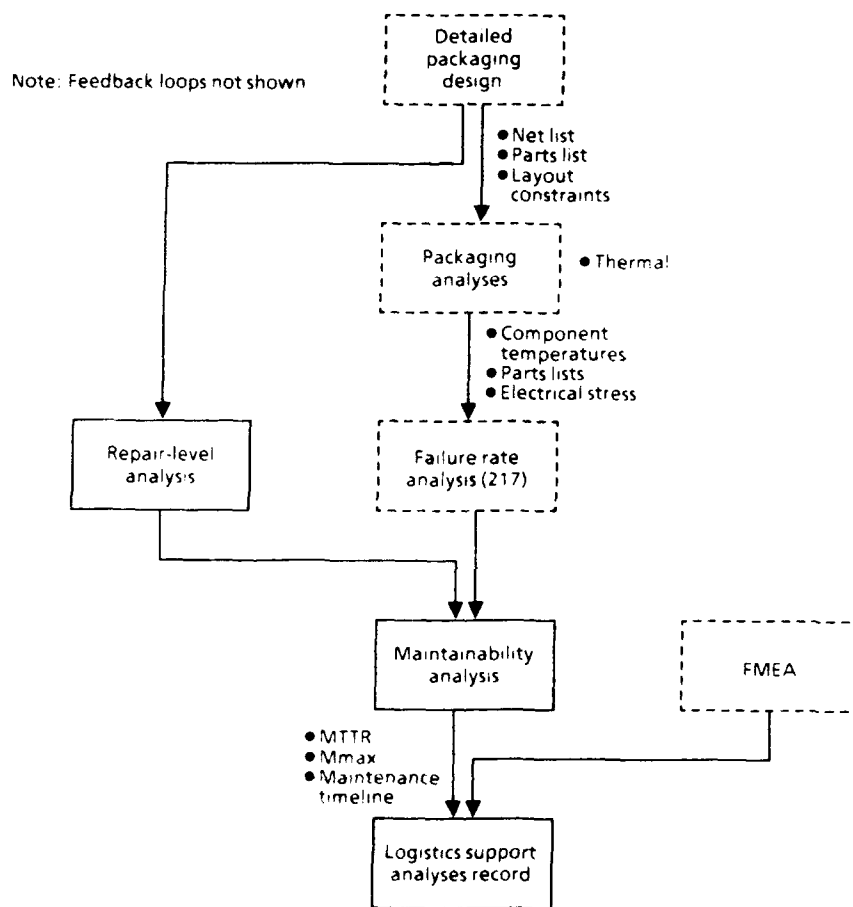 Detailed
packaging
design
Note: Feedback loops not shown
● Net list
● Parts list
● Layout
constraints
Packaging
analyses
● Thermal
● Component
temperatures
● Parts lists
● Electrical stress
Repair-level
analysis
Failure rate
analysis (217)
Maintainability
analysis
FMEA
● MTTR
● Mmax
● Maintenance
timeline
Logistics support
analyses record